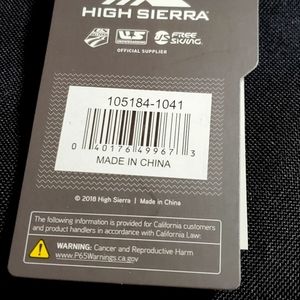 HIGH SIERRA
U.S. FREE SKIING
OFFICIAL SUPPLIER
105184-1041
0 40176 49967 3
MADE IN CHINA
© 2018 High Sierra | Made in China
The following information is provided for California customers
and product handlers in accordance with California Law:
WARNING: Cancer and Reproductive Harm
www.P65Warnings.ca.gov